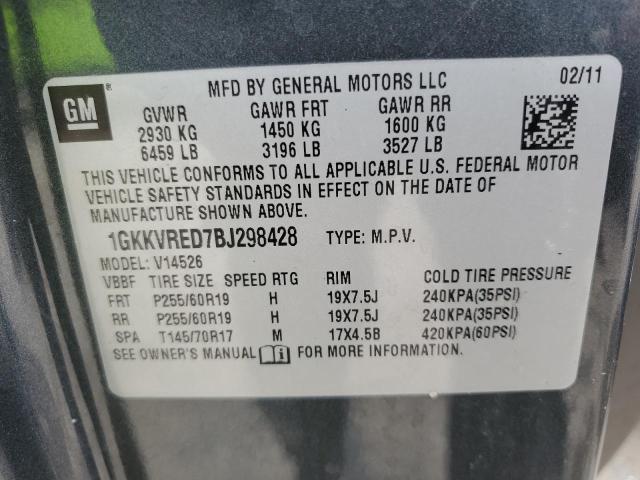 MFD BY GENERAL MOTORS LLC 02/11
GM
GVWR GAWR FRT GAWR RR
2930 KG 1450 KG 1600 KG
6459 LB 3196 LB 3527 LB
THIS VEHICLE CONFORMS TO ALL APPLICABLE U.S. FEDERAL MOTOR
VEHICLE SAFETY STANDARDS IN EFFECT ON THE DATE OF
MANUFACTURE SHOWN ABOVE.
1GKKVRED7BJ298428 TYPE: M.P.V.
MODEL: V14526
VBBF TIRE SIZE SPEED RTG RIM COLD TIRE PRESSURE
FRT P255/60R19 H 19X7.5J 240KPA(35PSI)
RR P255/60R19 H 19X7.5J 240KPA(35PSI)
SPA T145/70R17 M 17X4.5B 420KPA(60PSI)
SEE OWNER'S MANUAL FOR MORE INFORMATION.